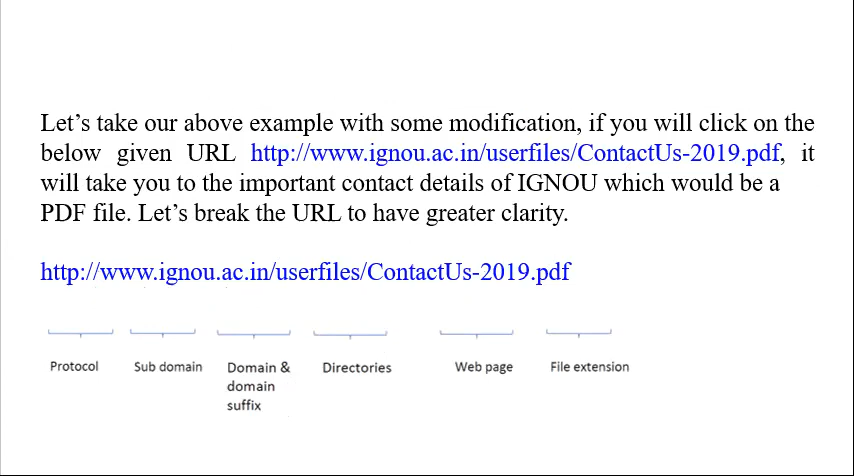 Let's take our above example with some modification, if you will click on the
below given URL http://www.ignou.ac.in/userfiles/ContactUs-2019.pdf, it
will take you to the important contact details of IGNOU which would be a
PDF file. Let's break the URL to have greater clarity.
http://www.ignou.ac.in/userfiles/ContactUs-2019.pdf
Protocol Sub domain Domain & Directories Web page File extension
domain
suffix